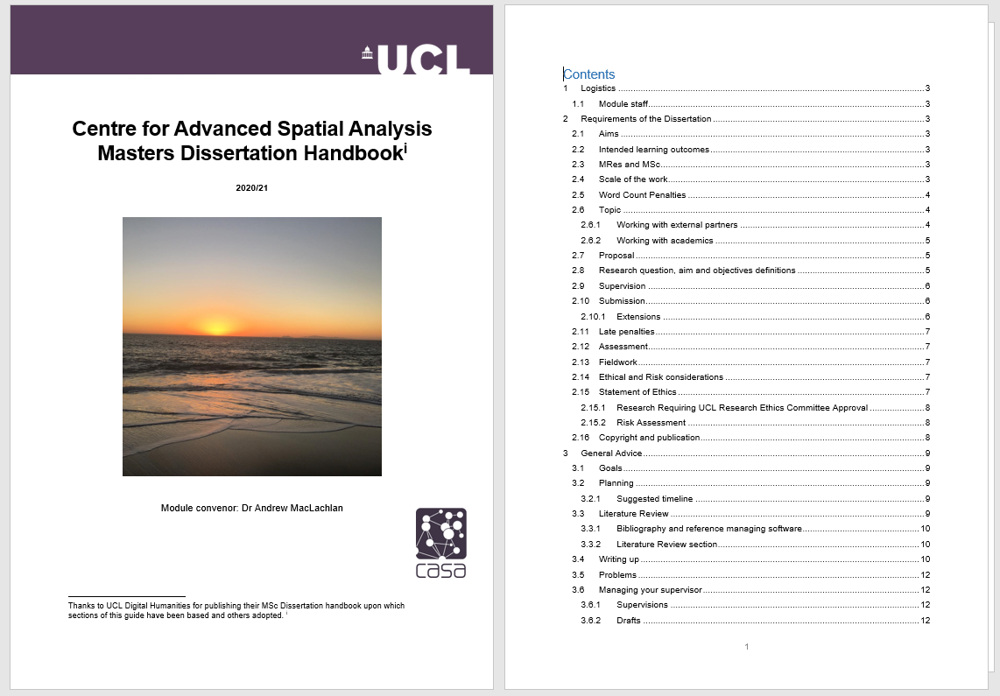 UCL
Centre for Advanced Spatial Analysis
Masters Dissertation Handbooki
2020/21
Module convenor: Dr Andrew MacLachlan
casa
Thanks to UCL Digital Humanities for publishing their MSc Dissertation handbook upon which
sections of this guide have been based and others adopted. i
Contents
1 Logistics 3
1.1 Module staff 3
2 Requirements of the Dissertation 3
2.1 Aims 3
2.2 Intended learning outcomes 3
2.3 MRes and MSc 3
2.4 Scale of the work 3
2.5 Word Count Penalties 4
2.6 Topic 4
2.6.1 Working with external partners 4
2.6.2 Working with academics 5
2.7 Proposal 5
2.8 Research question, aim and objectives definitions 5
2.9 Supervision 6
2.10 Submission 6
2.10.1 Extensions 6
2.11 Late penalties 7
2.12 Assessment 7
2.13 Fieldwork 7
2.14 Ethical and Risk considerations 7
2.15 Statement of Ethics 7
2.15.1 Research Requiring UCL Research Ethics Committee Approval 8
2.15.2 Risk Assessment 8
2.16 Copyright and publication 8
3 General Advice 9
3.1 Goals 9
3.2 Planning 9
3.2.1 Suggested timeline 9
3.3 Literature Review 9
3.3.1 Bibliography and reference managing software 10
3.3.2 Literature Review section 10
3.4 Writing up 10
3.5 Problems 12
3.6 Managing your supervisor 12
3.6.1 Supervisions 12
3.6.2 Drafts 12
1